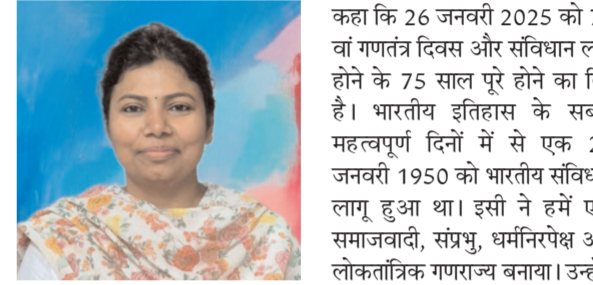 कहा कि 26 जनवरी 2025 को
वां गणतंत्र दिवस और संविधान
होने के 75 साल पूरे होने का
है। भारतीय इतिहास के
महत्वपूर्ण दिनों में से एक
जनवरी 1950 को भारतीय
लागू हुआ था। इसी ने हमें
समाजवादी, संप्रभु, धर्मनिरपेक्ष
लोकतांत्रिक गणराज्य बनाया।